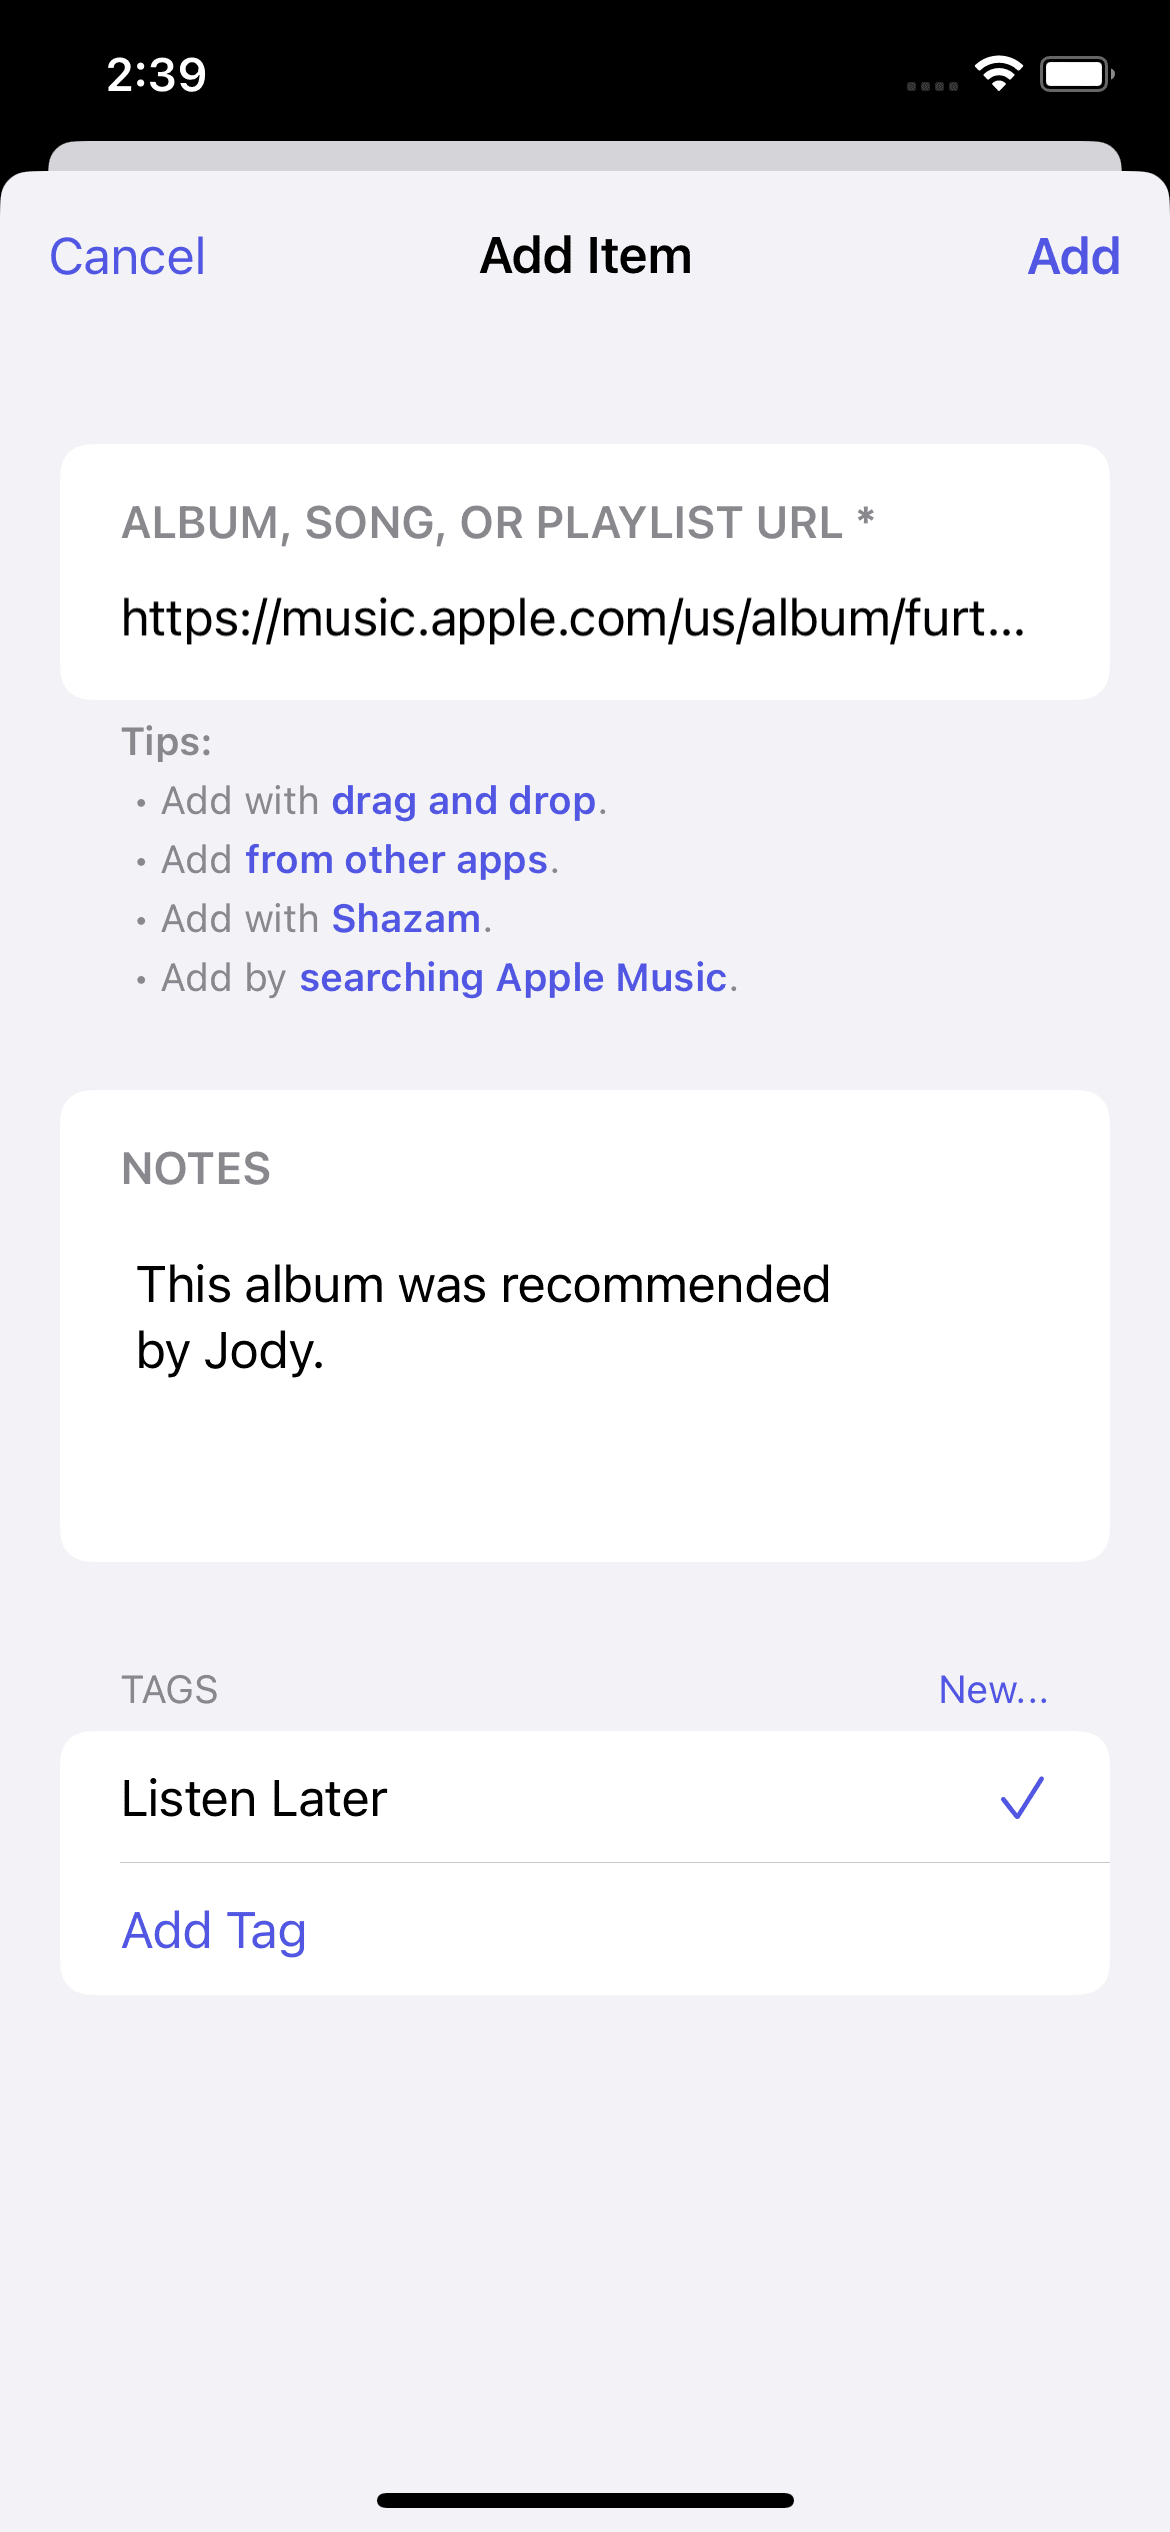 2:39
Cancel
Add Item
Add
ALBUM, SONG, OR PLAYLIST URL *
https://music.apple.com/us/album/furt...
Tips:
• Add with drag and drop.
• Add from other apps.
• Add with Shazam.
• Add by searching Apple Music.
NOTES
This album was recommended
by Jody.
TAGS
New...
Listen Later
Add Tag